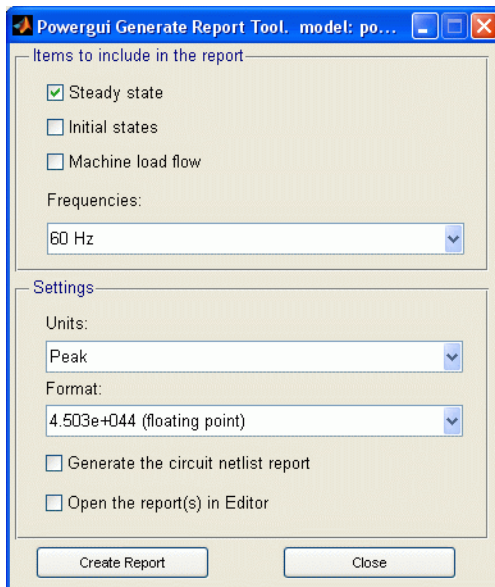 Powergui Generate Report Tool. model: po...
Items to include in the report
Steady state
Initial states
Machine load flow
Frequencies:
60 Hz
Settings
Units:
Peak
Format:
4.503e+044 (floating point)
Generate the circuit netlist report
Open the report(s) in Editor
Create Report
Close